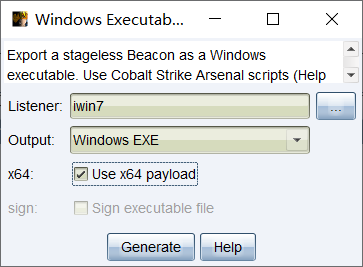 Windows Executab...
Export a stageless Beacon as a Windows
executable. Use Cobalt Strike Arsenal scripts (Help
Listener: iwin7 ...
Output: Windows EXE
x64: Use x64 payload
sign: Sign executable file
Generate Help